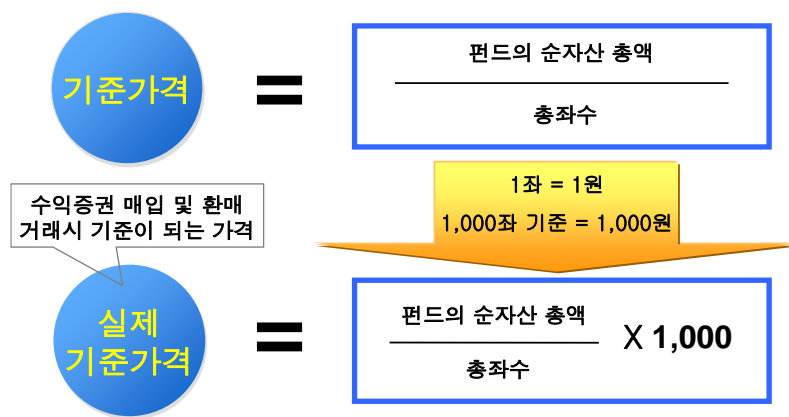 기준가격
=
펀드의 순자산 총액
총좌수
1좌 = 1원
1,000좌 기준 = 1,000원
수익증권 매입 및 환매
거래시 기준이 되는 가격
실제
기준가격
=
펀드의 순자산 총액
총좌수
X 1,000